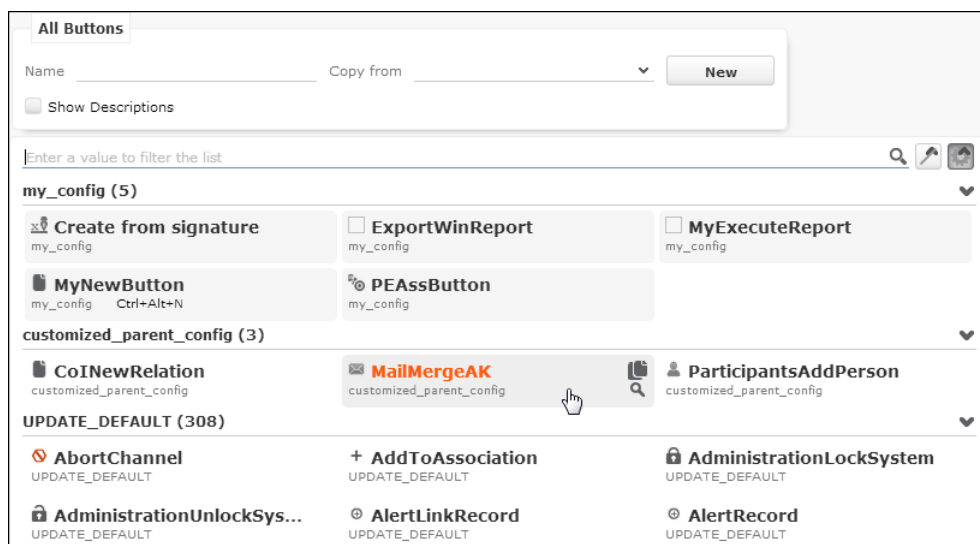 All Buttons
Name Copy from New
Show Descriptions
Enter a value to filter the list
my_config (5)
Create from signature ExportWinReport MyExecuteReport
my_config my_config my_config
MyNewButton PEAssButton
my_config Ctrl+Alt+N my_config
customized_parent_config (3)
CoINewRelation MailMergeAK ParticipantsAddPerson
customized_parent_config customized_parent_config customized_parent_config
UPDATE_DEFAULT (308)
AbortChannel AddToAssociation AdministrationLockSystem
UPDATE_DEFAULT UPDATE_DEFAULT UPDATE_DEFAULT
AdministrationUnlockSys... AlertLinkRecord AlertRecord
UPDATE_DEFAULT UPDATE_DEFAULT UPDATE_DEFAULT